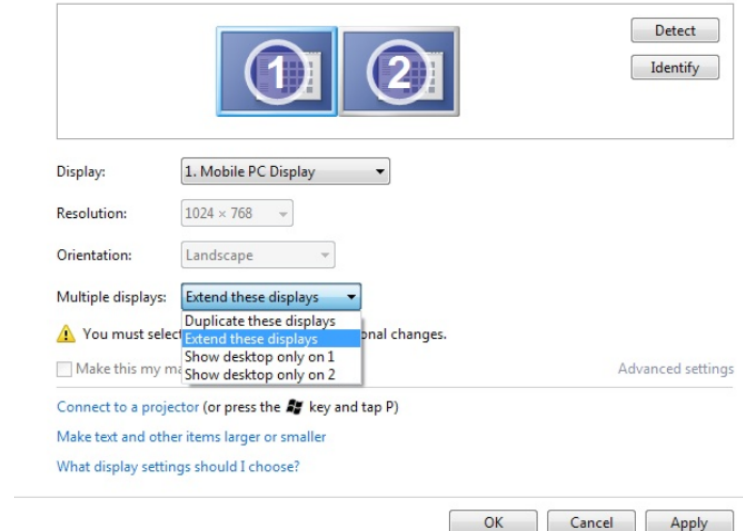 Detect
1 2
Identify
Display: 1. Mobile PC Display
Resolution: 1024 × 768
Orientation: Landscape
Multiple displays: Extend these displays
Duplicate these displays
You must select onal changes.
Extend these displays
Show desktop only on 1
Make this my ma Advanced settings
Show desktop only on 2
Connect to a projector (or press the key and tap P)
Make text and other items larger or smaller
What display settings should I choose?
OK Cancel Apply